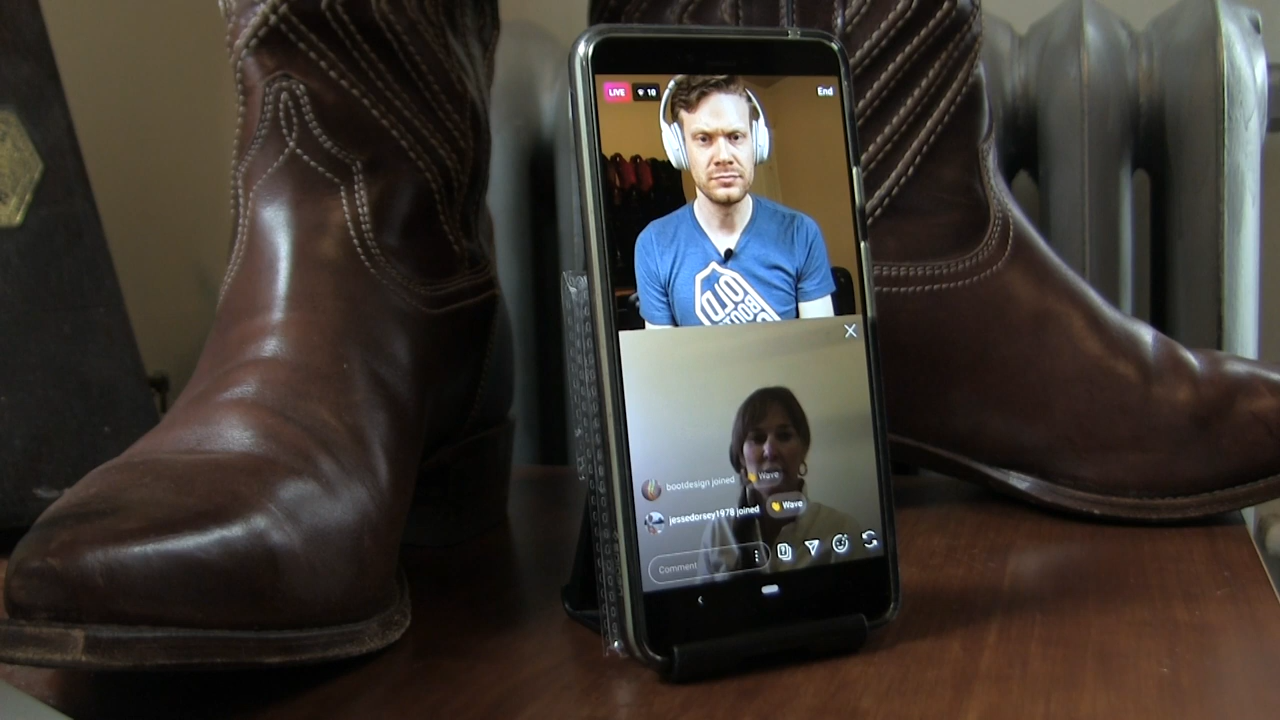 LIVE 10 End
OLD
BOOT
bootdesign joined Wave
jessedorsey1978 joined Wave
Comment